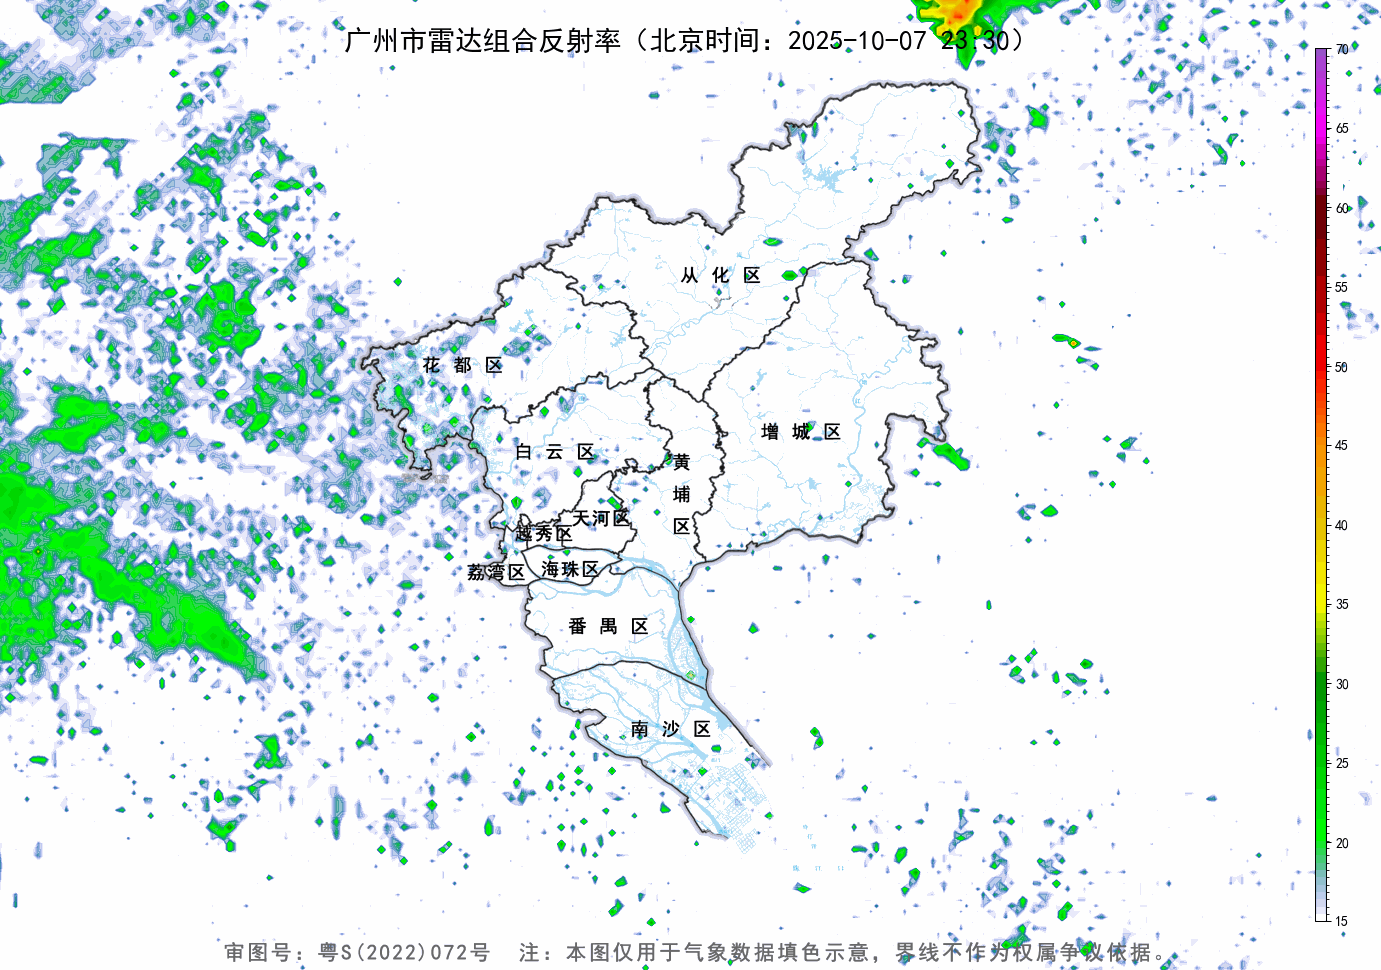 广州市雷达组合反射率（北京时间：2025-10-07 23:30）
70
65
60
55
50
45
40
35
30
25
20
15
从化区
花都区
增城区
白云区
黄埔区
天河区
越秀区
海珠区
荔湾区
番禺区
南沙区
审图号：粤S(2022)072号 注：本图仅用于气象数据填色示意，界线不作为权属争议依据。